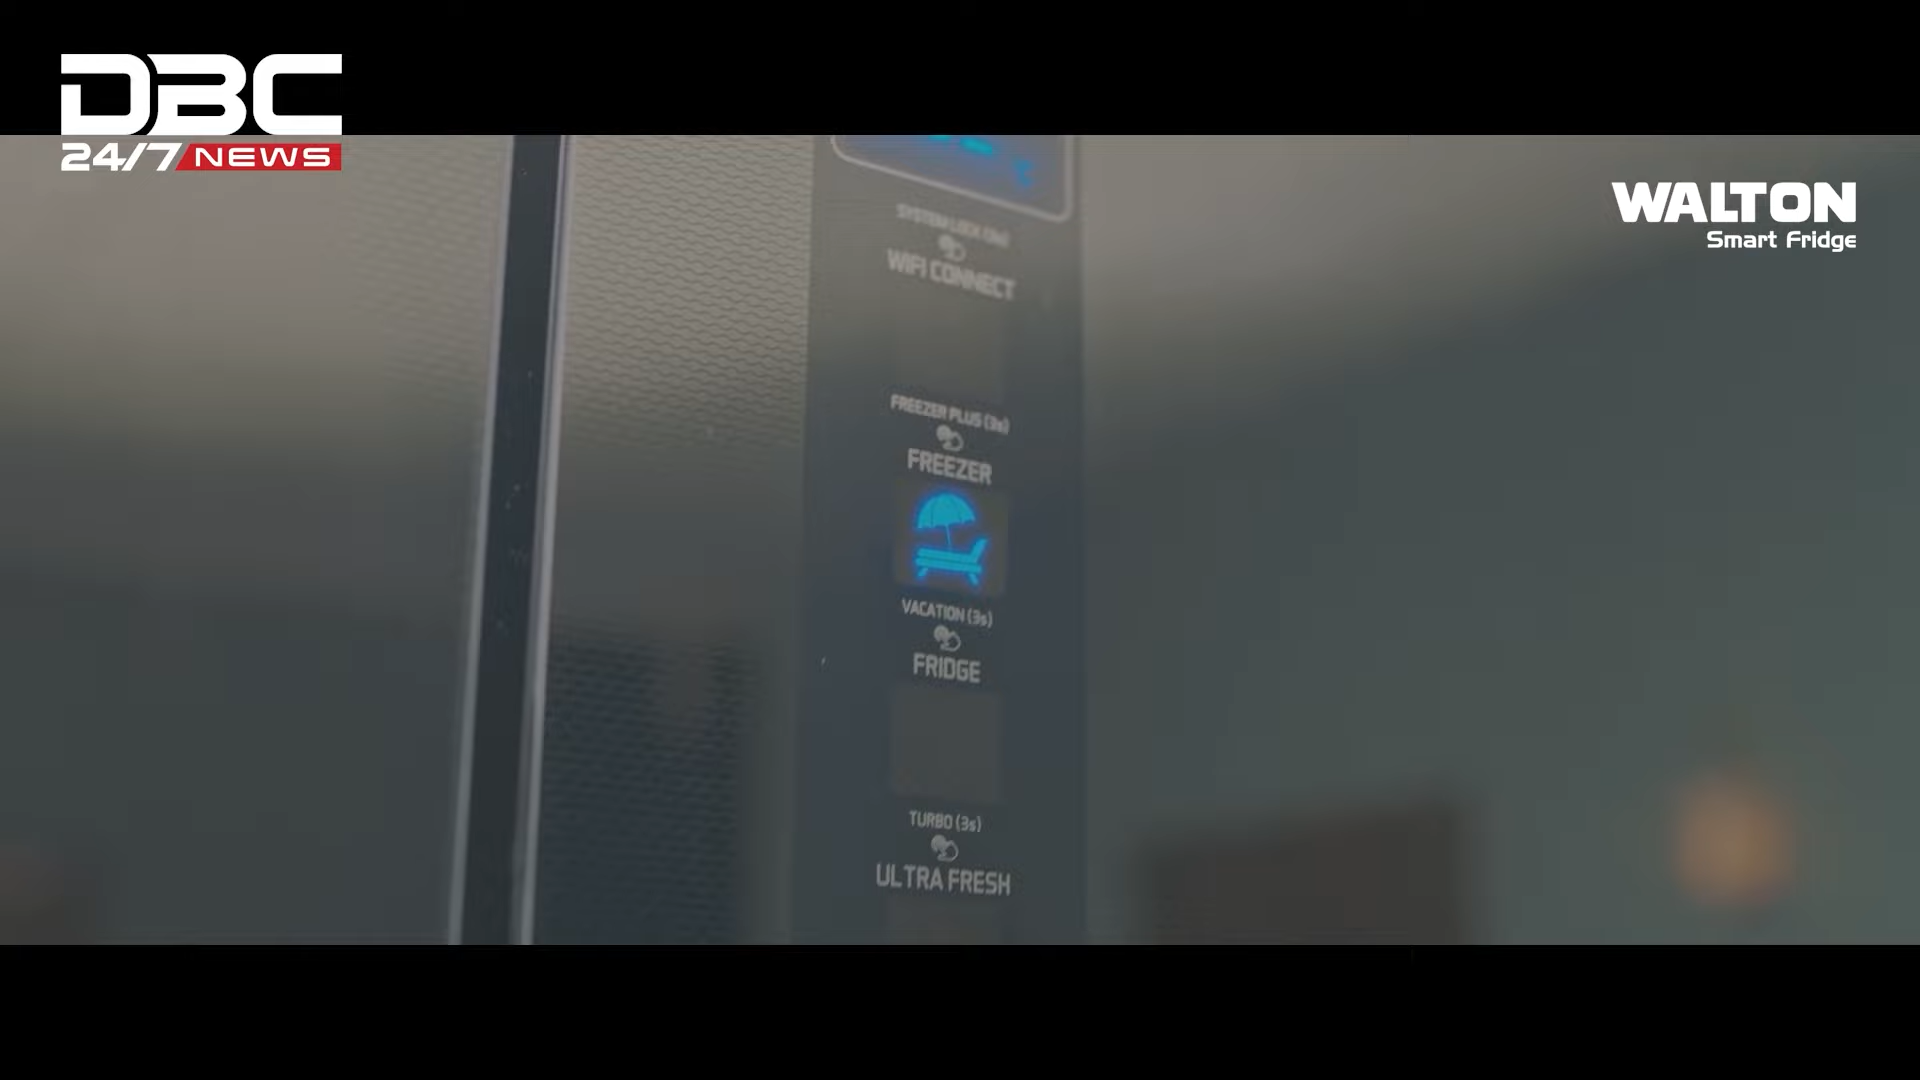 DBC
24/7 NEWS
WALTON
Smart Fridge
°C
SYSTEM LOCK (3s)
WIFI CONNECT
FREEZER PLUS (3s)
FREEZER
VACATION (3s)
FRIDGE
TURBO (3s)
ULTRA FRESH